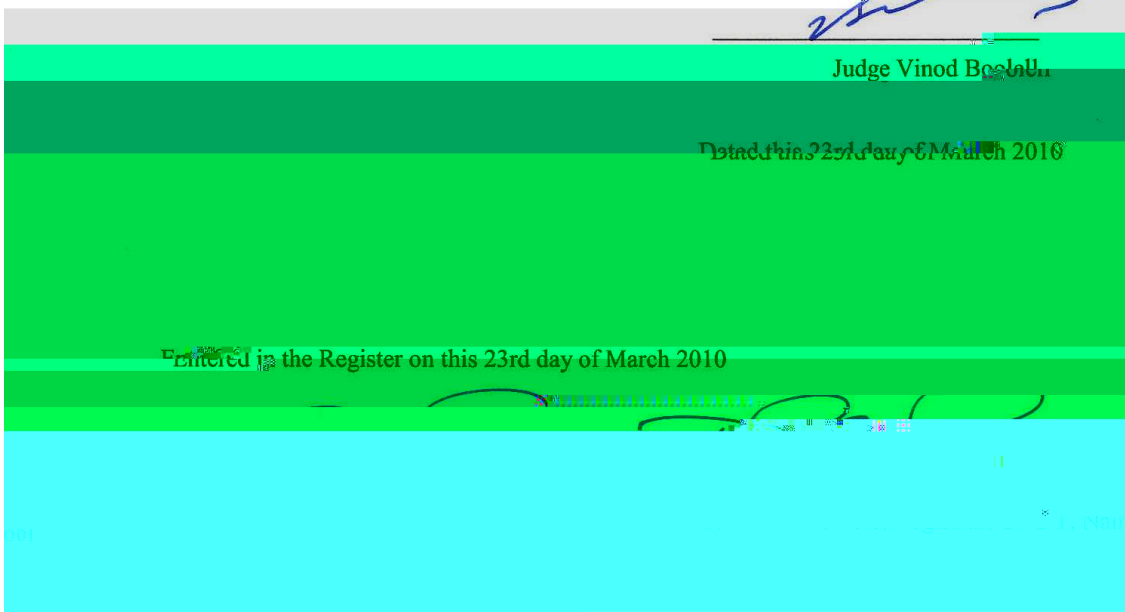 Judge Vinod
Dated this 23rd day of March 2010
Entered in the Register on this 23rd day of March 2010